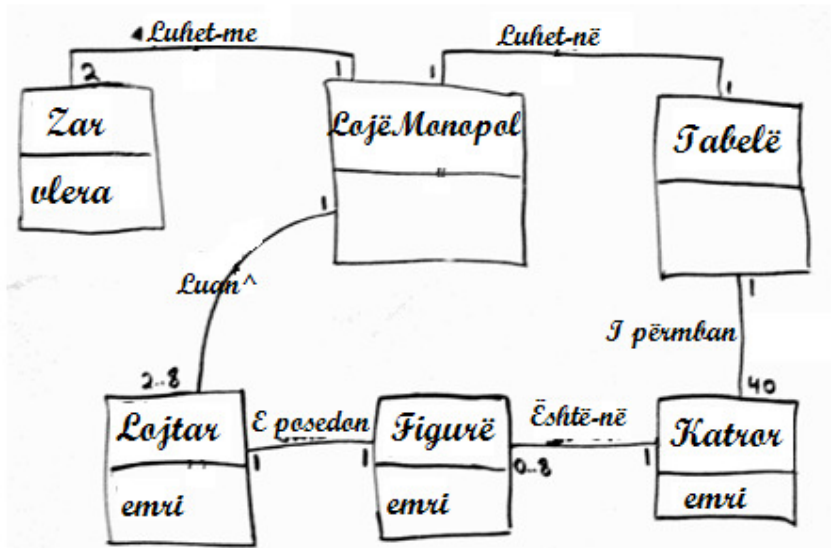 ◄Luhet-me
Luhet-në
2
1
1
1
Zar
LojëMonopol
Tabelë
vlera
1
Luan^
1
I përmban
2..8
40
Lojtar
E posedon
Figurë
Është-në
Katror
1
1
0..8
1
emri
emri
emri